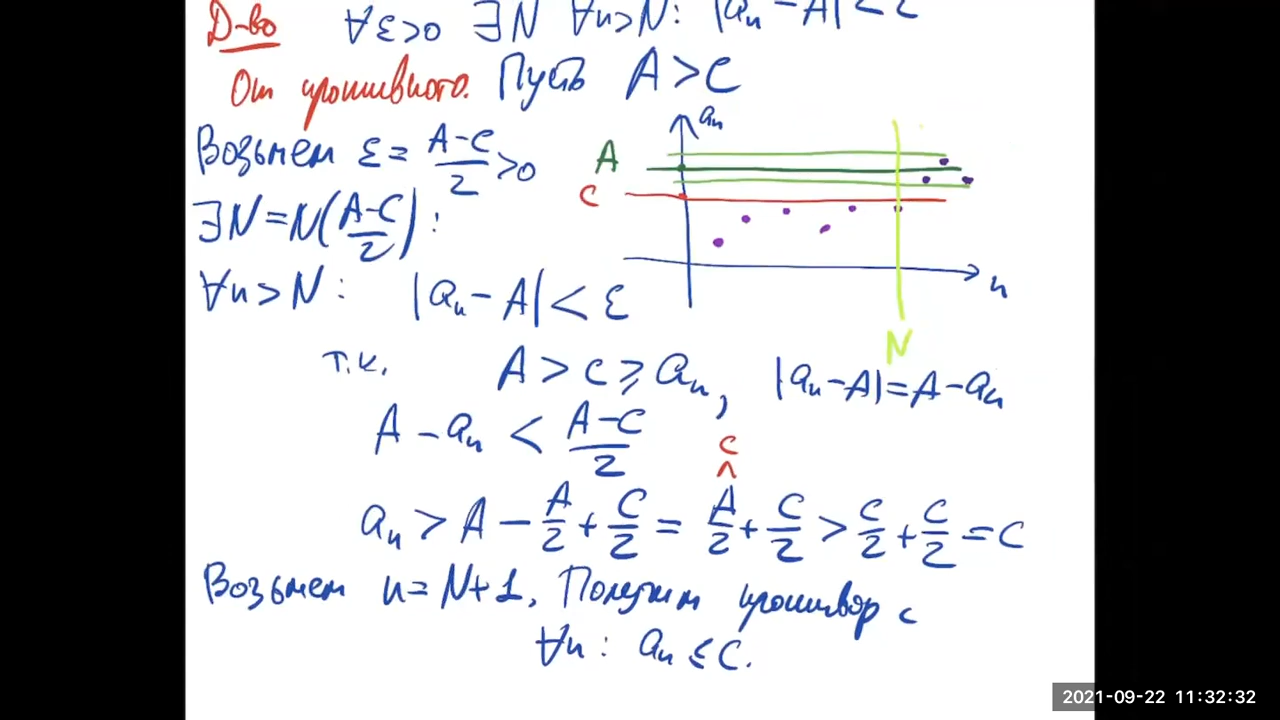 Д-во ∀ε>0 ∃N ∀n>N: |aₙ-A|<ε
От противного. Пусть A>C
Возьмем ε = (A-C)/2 >0
aₙ
A
C
∃N=N((A-C)/2):
n
∀n>N: |aₙ-A|<ε
N
т.к. A>C≥aₙ, |aₙ-A|=A-aₙ
A-aₙ < (A-C)/2
C
^
aₙ > A - A/2 + C/2 = A/2 + C/2 > C/2 + C/2 = C
Возьмем n=N+1, Получим противор с
∀n: aₙ≤C.
2021-09-22 11:32:32